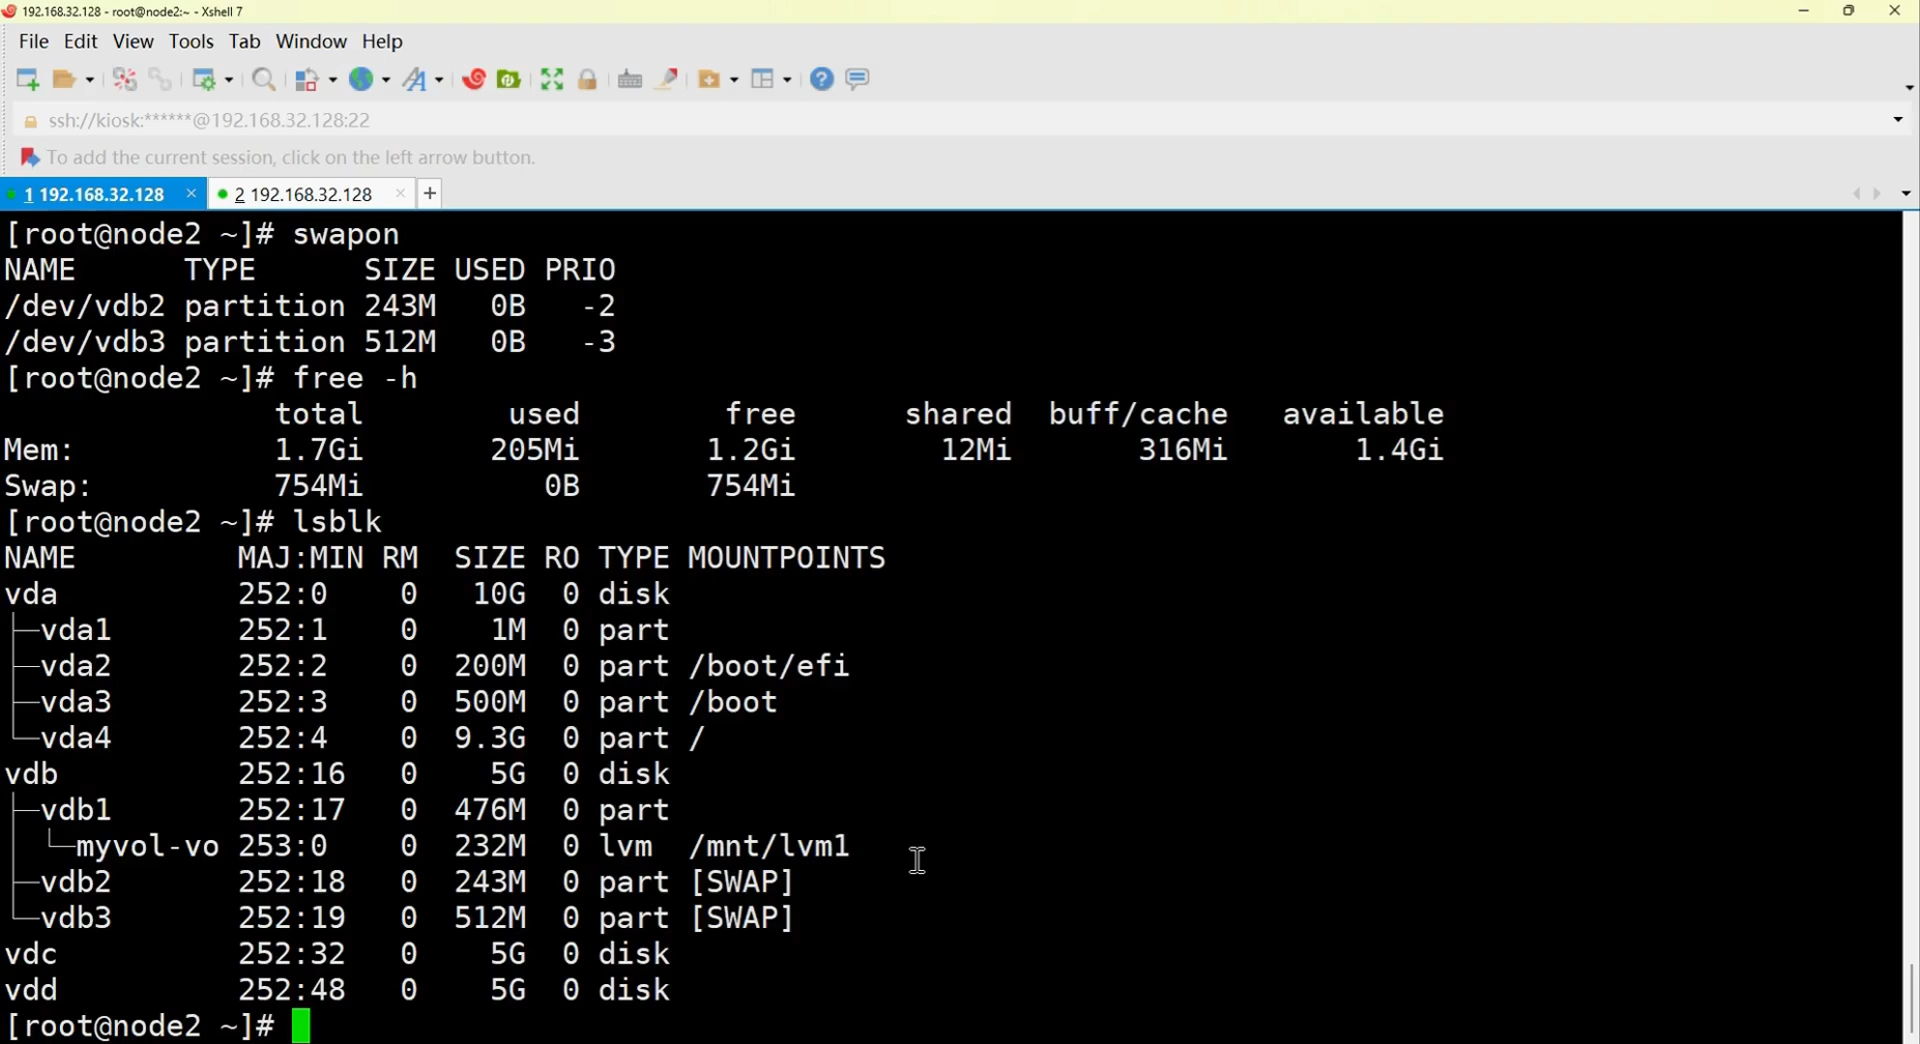 192.168.32.128 - root@node2:~ - Xshell 7
File Edit View Tools Tab Window Help
ssh://kiosk:******@192.168.32.128:22
To add the current session, click on the left arrow button.
1 192.168.32.128 × 2 192.168.32.128 × +
[root@node2 ~]# swapon
NAME      TYPE      SIZE USED PRIO
/dev/vdb2 partition 243M   0B   -2
/dev/vdb3 partition 512M   0B   -3
[root@node2 ~]# free -h
               total        used        free      shared  buff/cache   available
Mem:           1.7Gi       205Mi       1.2Gi        12Mi       316Mi       1.4Gi
Swap:          754Mi          0B       754Mi
[root@node2 ~]# lsblk
NAME         MAJ:MIN RM  SIZE RO TYPE MOUNTPOINTS
vda          252:0    0   10G  0 disk
├─vda1       252:1    0    1M  0 part
├─vda2       252:2    0  200M  0 part /boot/efi
├─vda3       252:3    0  500M  0 part /boot
└─vda4       252:4    0  9.3G  0 part /
vdb          252:16   0    5G  0 disk
├─vdb1       252:17   0  476M  0 part
│ └─myvol-vo 253:0    0  232M  0 lvm  /mnt/lvm1
├─vdb2       252:18   0  243M  0 part [SWAP]
└─vdb3       252:19   0  512M  0 part [SWAP]
vdc          252:32   0    5G  0 disk
vdd          252:48   0    5G  0 disk
[root@node2 ~]#